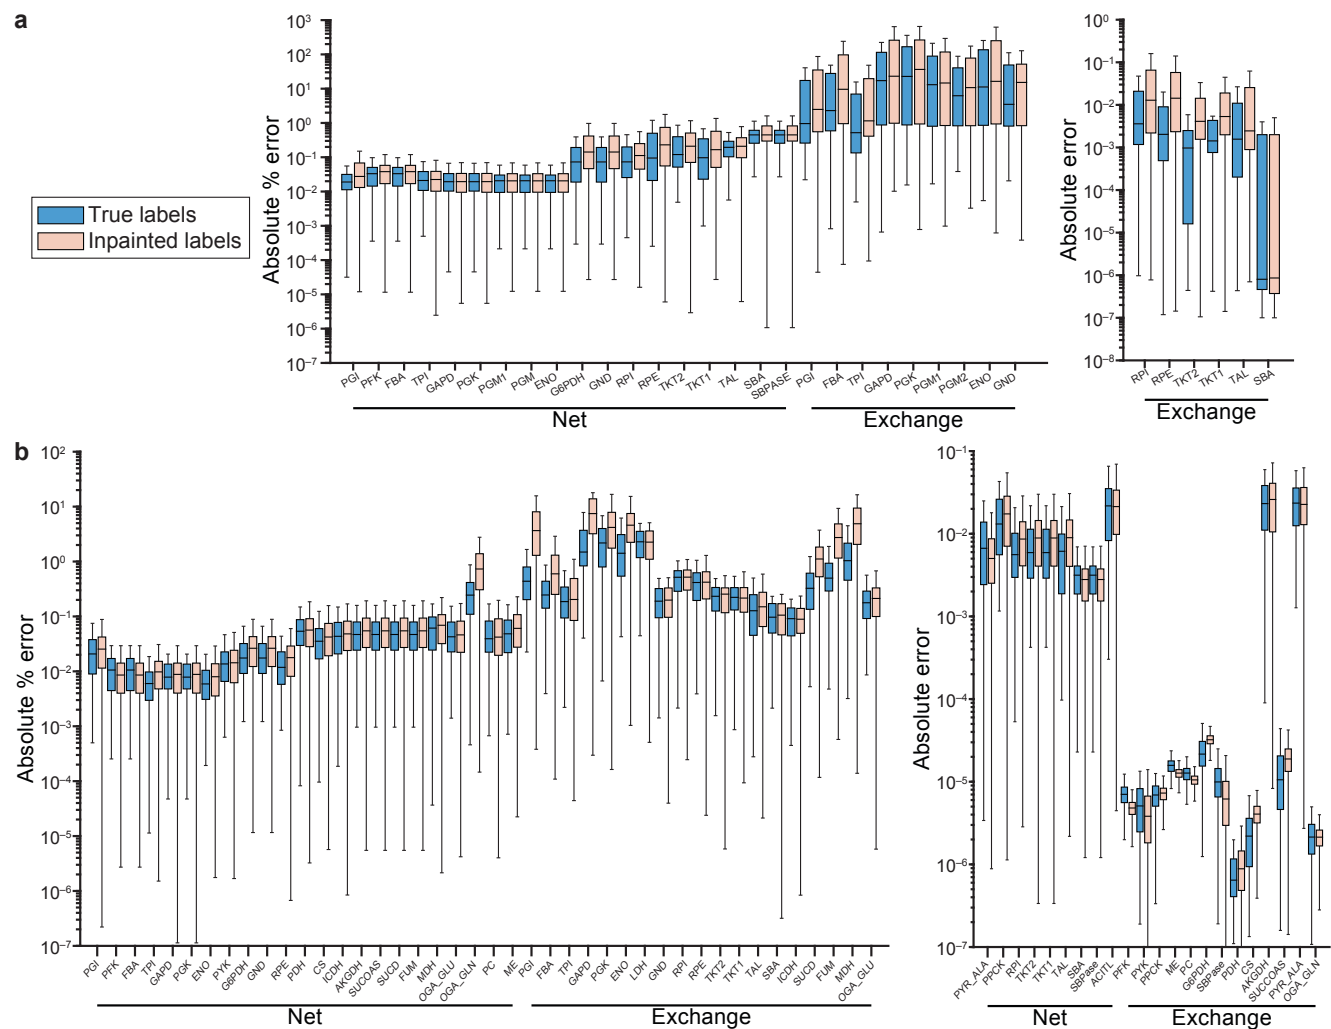 a
True labels
Inpainted labels
Absolute % error
10³
10²
10¹
10⁰
10⁻¹
10⁻²
10⁻³
10⁻⁴
10⁻⁵
10⁻⁶
10⁻⁷
PGI PFK FBA TPI GAPD PGK PGM1 PGM ENO G6PDH GND RPI RPE TKT2 TKT1 TAL SBA SBPASE PGI FBA TPI GAPD PGK PGM1 PGM2 ENO GND
Net Exchange
Absolute error
10⁰
10⁻¹
10⁻²
10⁻³
10⁻⁴
10⁻⁵
10⁻⁶
10⁻⁷
10⁻⁸
RPI RPE TKT2 TKT1 TAL SBA
Exchange
b
Absolute % error
10²
10¹
10⁰
10⁻¹
10⁻²
10⁻³
10⁻⁴
10⁻⁵
10⁻⁶
10⁻⁷
PGI PFK FBA TPI GAPD PGK ENO PYK G6PDH GND RPE PDH CS ICDH AKGDH SUCOAS SUCD FUM MDH OGA_GLU OGA_GLN PC ME PGI FBA TPI GAPD PGK ENO LDH GND RPI RPE TKT2 TKT1 TAL SBA ICDH SUCD FUM MDH OGA_GLU
Net Exchange
Absolute error
10⁻¹
10⁻²
10⁻³
10⁻⁴
10⁻⁵
10⁻⁶
10⁻⁷
PYR_ALA PPCK RPI TKT2 TKT1 TAL SBA SBPase ACITL PFK PYK PPCK ME PC G6PDH SBPase PDH CS AKGDH SUCCOAS PYR_ALA OGA_GLN
Net Exchange